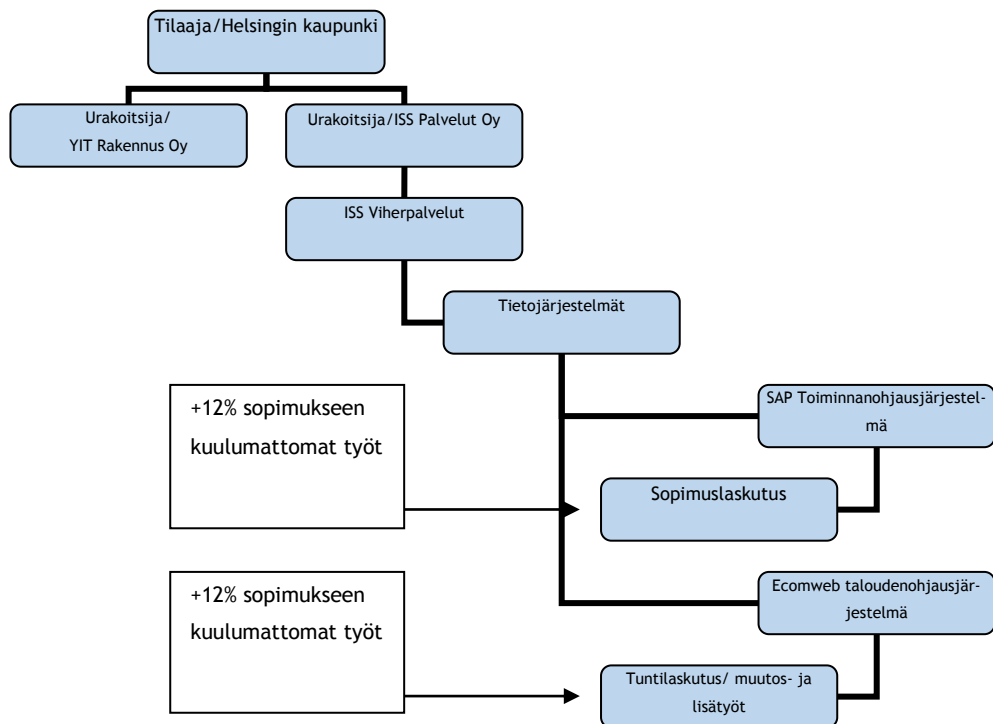 Tilaaja/Helsingin kaupunki
Urakoitsija/
YIT Rakennus Oy
Urakoitsija/ISS Palvelut Oy
ISS Viherpalvelut
Tietojärjestelmät
+12% sopimukseen
kuulumattomat työt
SAP Toiminnanohjausjärjestel-
mä
Sopimuslaskutus
+12% sopimukseen
kuulumattomat työt
Ecomweb taloudenohjausjär-
jestelmä
Tuntilaskutus/ muutos- ja
lisätyöt